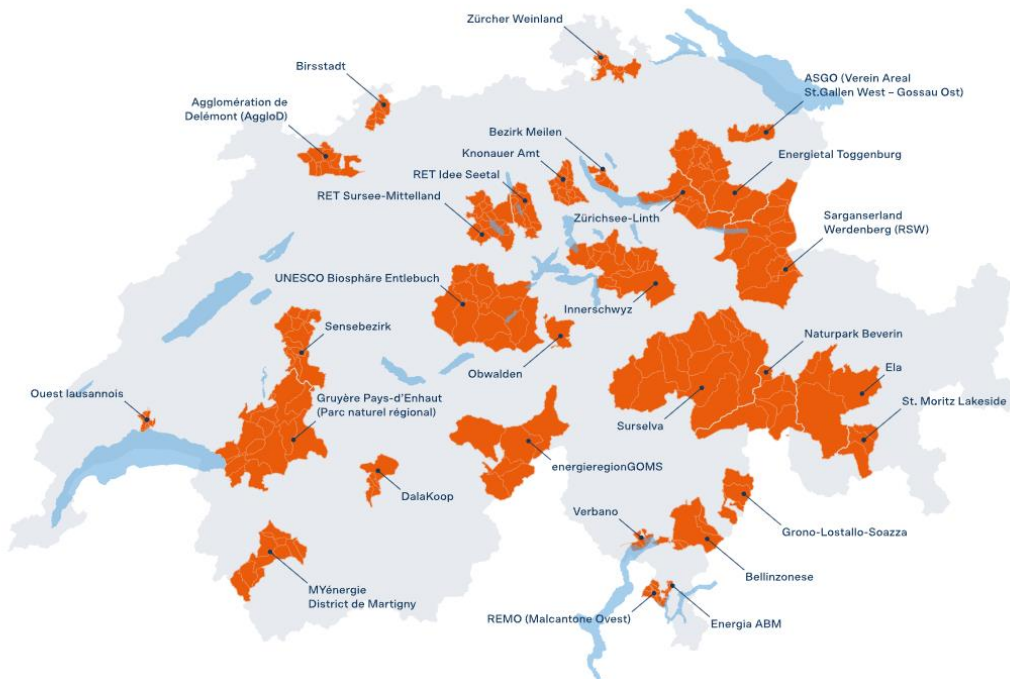 Zürcher Weinland
Birsstadt
ASGO (Verein Areal
St.Gallen West – Gossau Ost)
Agglomération de
Delémont (AggloD)
Bezirk Meilen
Knonauer Amt
Energietal Toggenburg
RET Idee Seetal
RET Sursee-Mittelland
Zürichsee-Linth
Sarganserland
Werdenberg (RSW)
UNESCO Biosphäre Entlebuch
Innerschwyz
Sensebezirk
Naturpark Beverin
Obwalden
Ela
Ouest lausannois
Gruyère Pays-d'Enhaut
(Parc naturel régional)
St. Moritz Lakeside
Surselva
energieregionGOMS
DalaKoop
Verbano
Grono-Lostallo-Soazza
Bellinzonese
MYénergie
District de Martigny
REMO (Malcantone Ovest)
Energia ABM